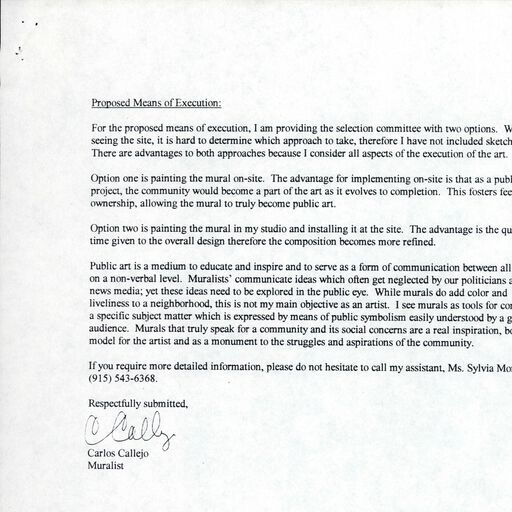 Proposed Means of Execution:
For the proposed means of execution, I am providing the selection committee with two options. W
seeing the site, it is hard to determine which approach to take, therefore I have not included sketch
There are advantages to both approaches because I consider all aspects of the execution of the art.
Option one is painting the mural on-site. The advantage for implementing on-site is that as a publ
project, the community would become a part of the art as it evolves to completion. This fosters fee
ownership, allowing the mural to truly become public art.
Option two is painting the mural in my studio and installing it at the site. The advantage is the qu
time given to the overall design therefore the composition becomes more refined.
Public art is a medium to educate and inspire and to serve as a form of communication between all
on a non-verbal level. Muralists' communicate ideas which often get neglected by our politicians a
news media; yet these ideas need to be explored in the public eye. While murals do add color and
liveliness to a neighborhood, this is not my main objective as an artist. I see murals as tools for co
a specific subject matter which is expressed by means of public symbolism easily understood by a g
audience. Murals that truly speak for a community and its social concerns are a real inspiration, bo
model for the artist and as a monument to the struggles and aspirations of the community.
If you require more detailed information, please do not hesitate to call my assistant, Ms. Sylvia Mo
(915) 543-6368.
Respectfully submitted,
C Cally
Carlos Callejo
Muralist